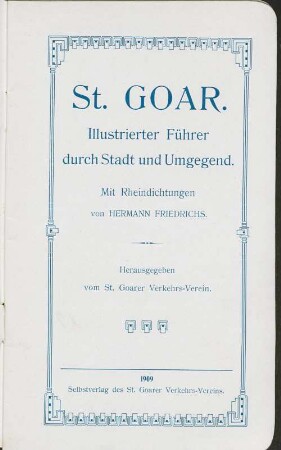 St. GOAR.
Illustrierter Führer
durch Stadt und Umgegend.
Mit Rheindichtungen
von HERMANN FRIEDRICHS.
Herausgegeben
vom St. Goarer Verkehrs-Verein.
1909
Selbstverlag des St. Goarer Verkehrs-Vereins.